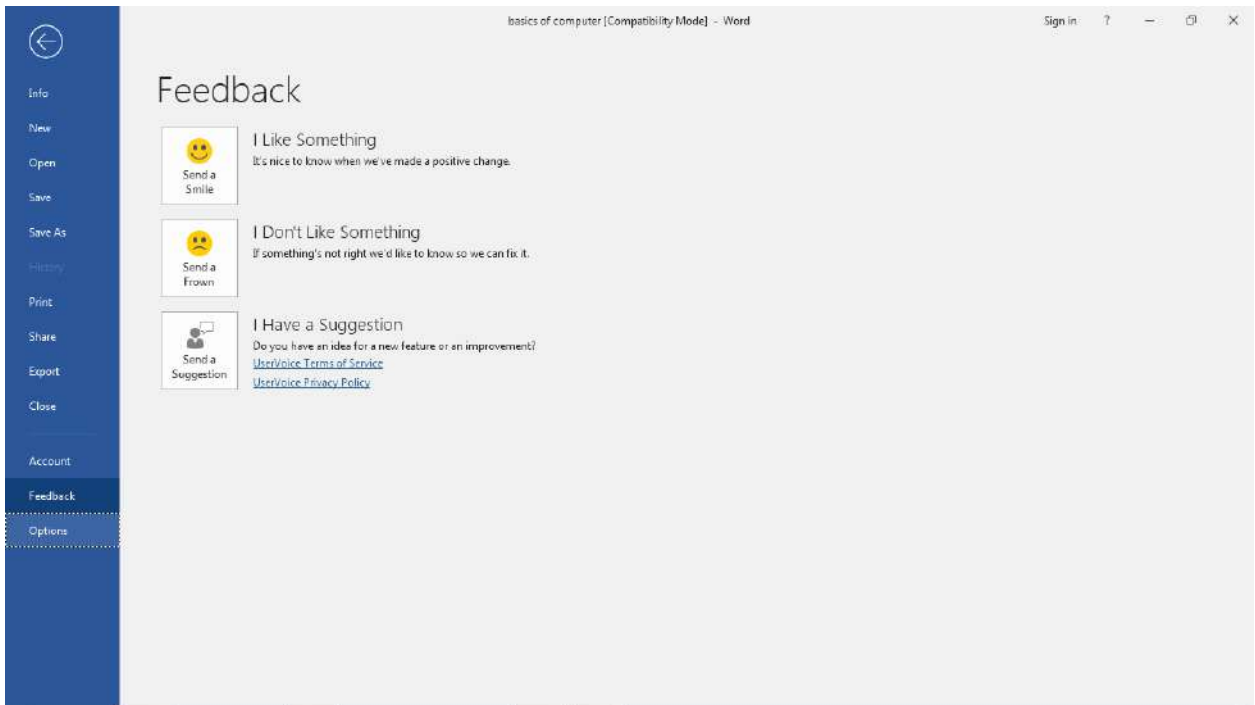 basics of computer [Compatibility Mode] - Word
Sign in ?
Info
New
Open
Save
Save As
History
Print
Share
Export
Close
Account
Feedback
Options
Feedback
Send a
Smile
I Like Something
It's nice to know when we've made a positive change.
Send a
Frown
I Don't Like Something
If something's not right we'd like to know so we can fix it.
Send a
Suggestion
I Have a Suggestion
Do you have an idea for a new feature or an improvement?
UserVoice Terms of Service
UserVoice Privacy Policy